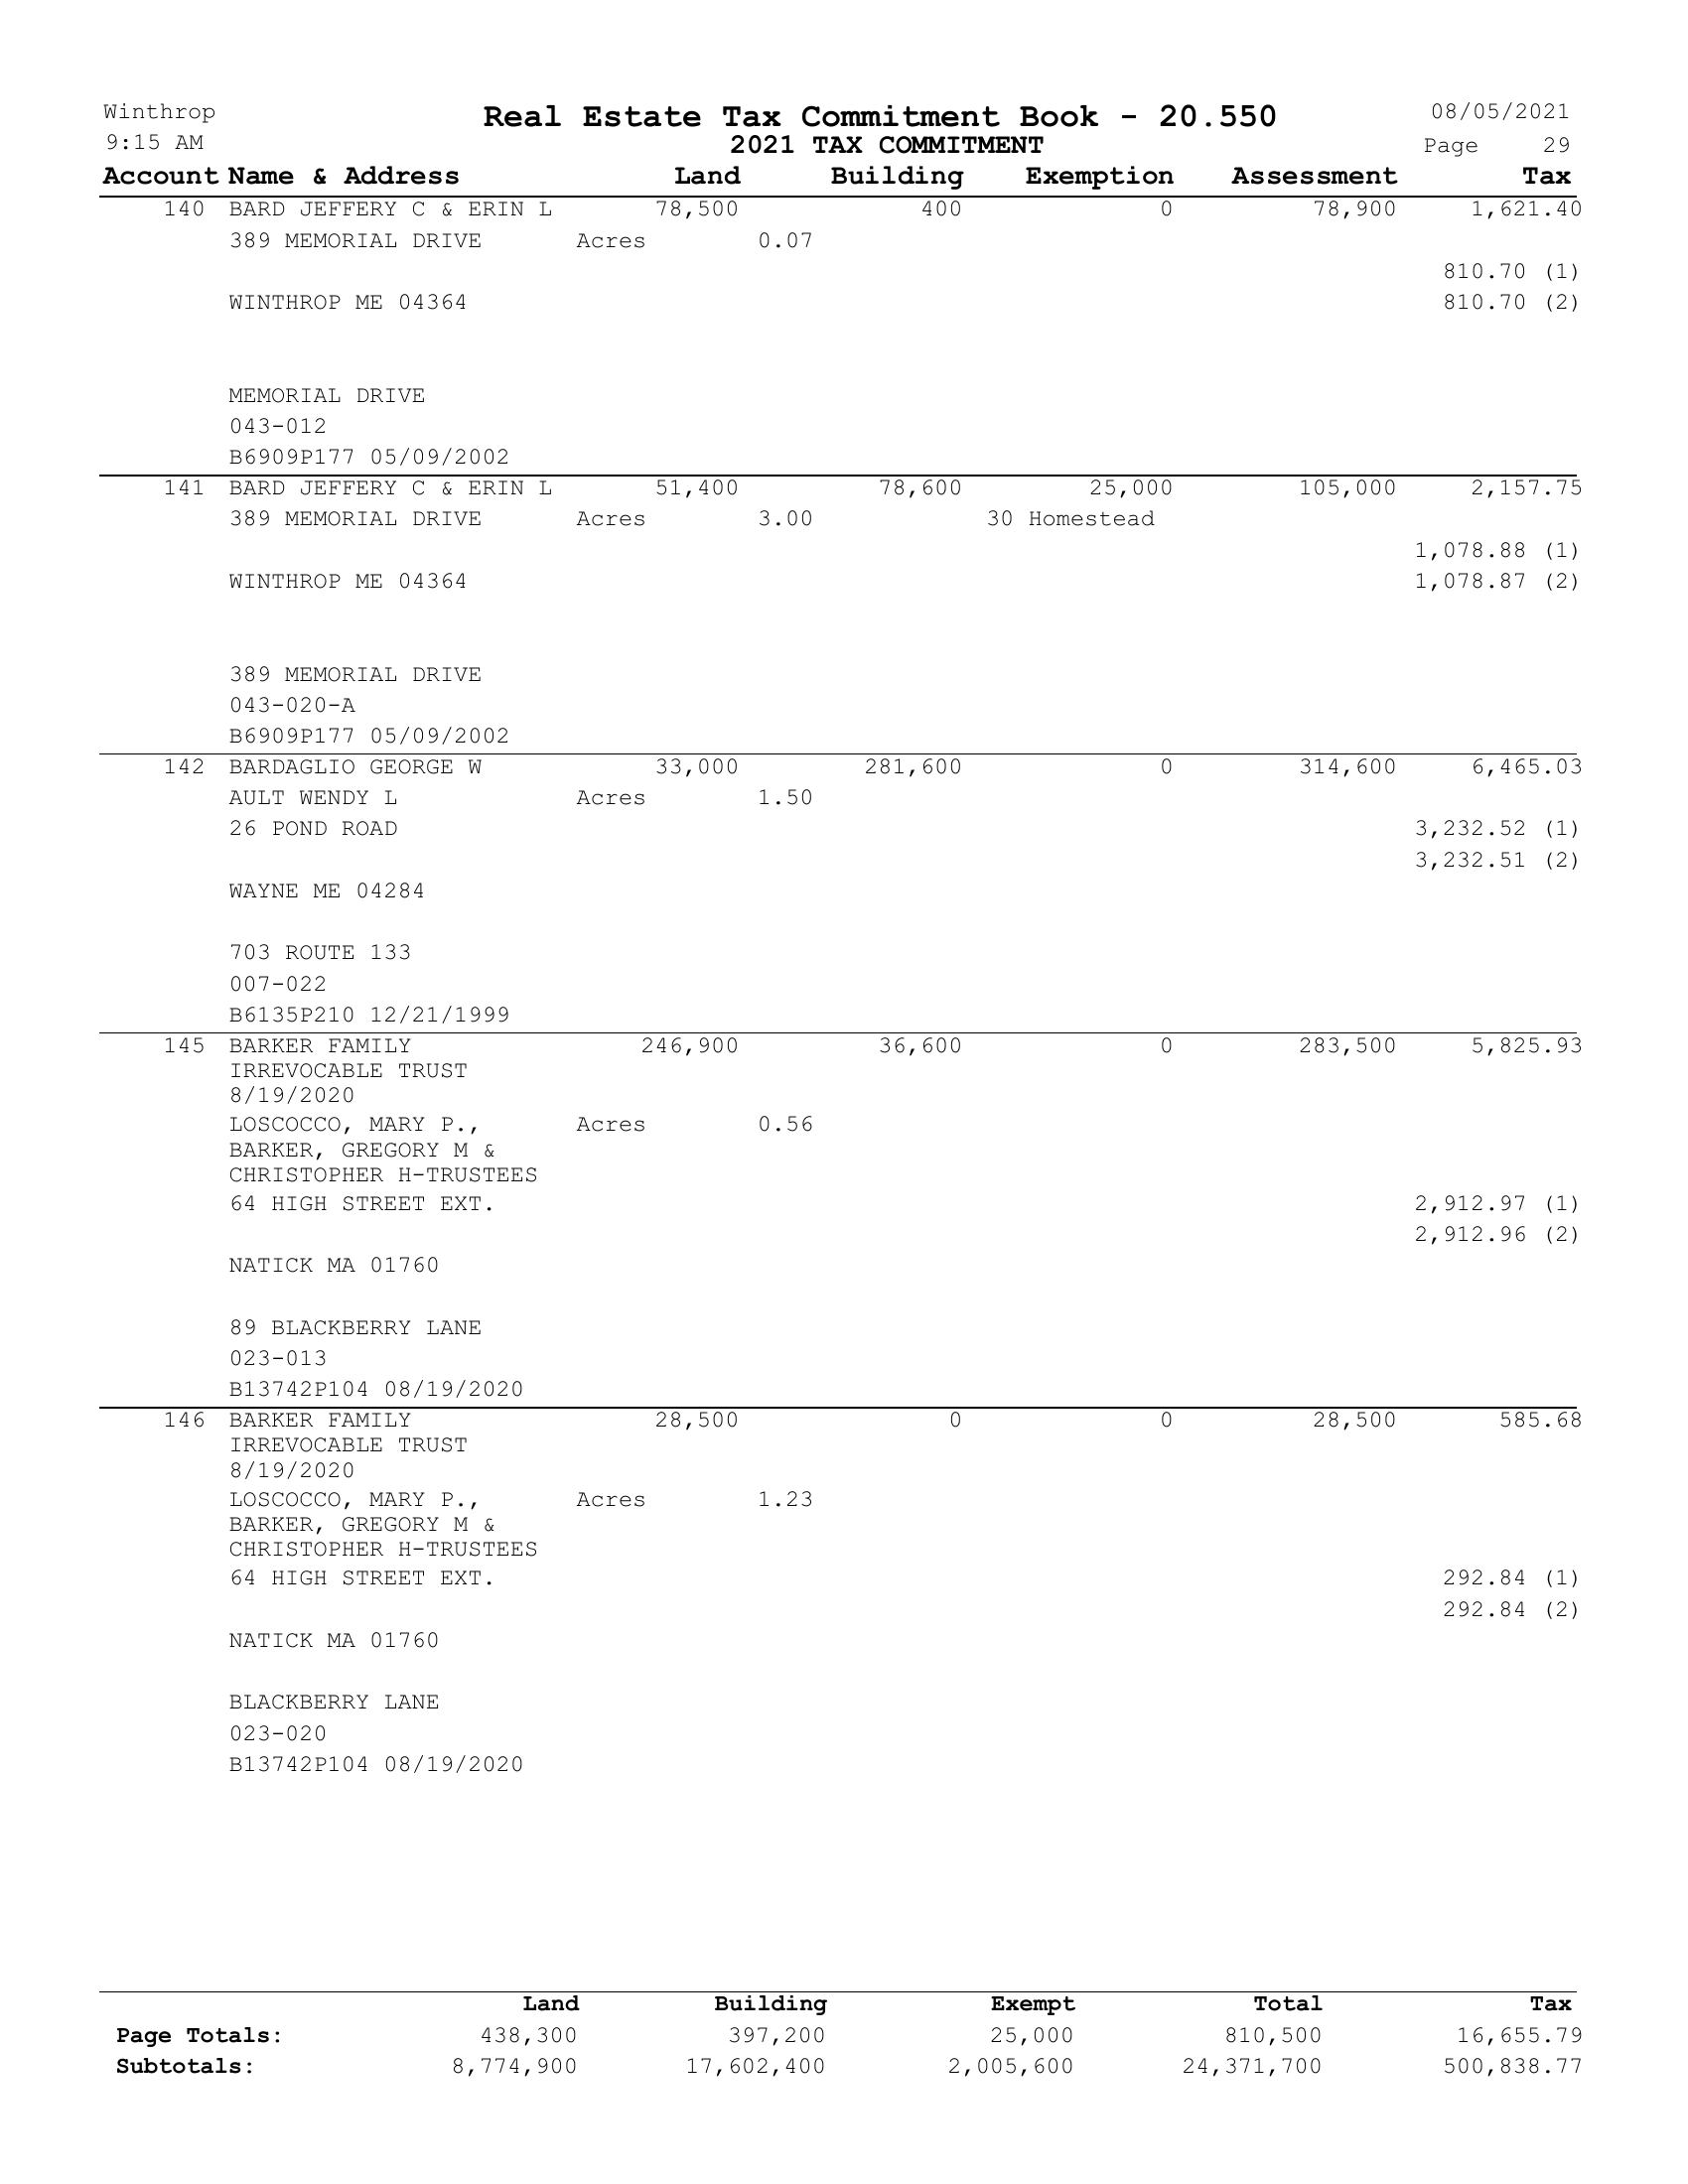 Winthrop Real Estate Tax Commitment Book - 20.550 08/05/2021
9:15 AM 2021 TAX COMMITMENT Page 29
Account Name & Address Land Building Exemption Assessment Tax
140 BARD JEFFERY C & ERIN L 78,500 400 0 78,900 1,621.40
389 MEMORIAL DRIVE Acres 0.07
810.70 (1)
WINTHROP ME 04364 810.70 (2)
MEMORIAL DRIVE
043-012
B6909P177 05/09/2002
141 BARD JEFFERY C & ERIN L 51,400 78,600 25,000 105,000 2,157.75
389 MEMORIAL DRIVE Acres 3.00 30 Homestead
1,078.88 (1)
WINTHROP ME 04364 1,078.87 (2)
389 MEMORIAL DRIVE
043-020-A
B6909P177 05/09/2002
142 BARDAGLIO GEORGE W 33,000 281,600 0 314,600 6,465.03
AULT WENDY L Acres 1.50
26 POND ROAD 3,232.52 (1)
3,232.51 (2)
WAYNE ME 04284
703 ROUTE 133
007-022
B6135P210 12/21/1999
145 BARKER FAMILY 246,900 36,600 0 283,500 5,825.93
IRREVOCABLE TRUST
8/19/2020
LOSCOCCO, MARY P., Acres 0.56
BARKER, GREGORY M &
CHRISTOPHER H-TRUSTEES
64 HIGH STREET EXT. 2,912.97 (1)
2,912.96 (2)
NATICK MA 01760
89 BLACKBERRY LANE
023-013
B13742P104 08/19/2020
146 BARKER FAMILY 28,500 0 0 28,500 585.68
IRREVOCABLE TRUST
8/19/2020
LOSCOCCO, MARY P., Acres 1.23
BARKER, GREGORY M &
CHRISTOPHER H-TRUSTEES
64 HIGH STREET EXT. 292.84 (1)
292.84 (2)
NATICK MA 01760
BLACKBERRY LANE
023-020
B13742P104 08/19/2020
Land Building Exempt Total Tax
Page Totals: 438,300 397,200 25,000 810,500 16,655.79
Subtotals: 8,774,900 17,602,400 2,005,600 24,371,700 500,838.77